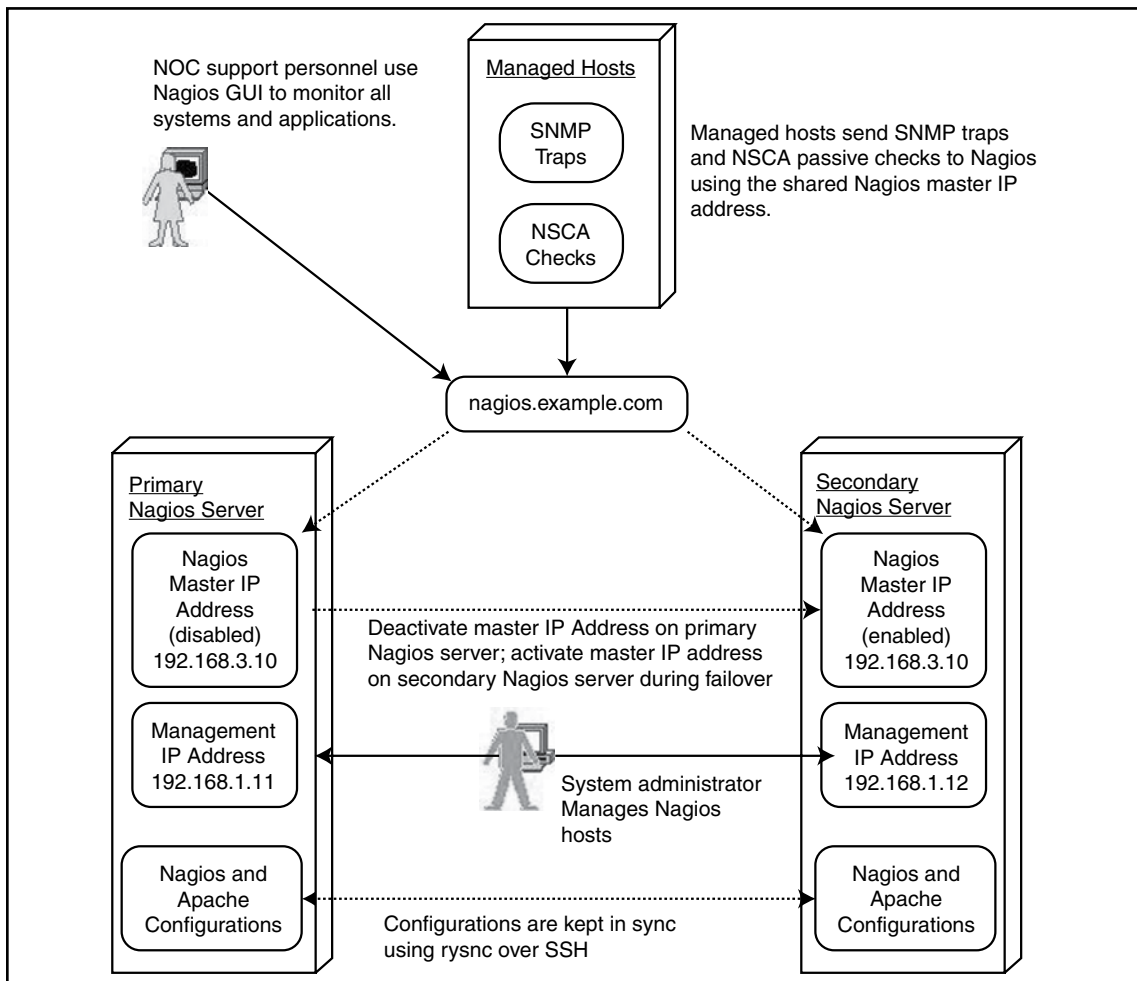 NOC support personnel use
Nagios GUI to monitor all
systems and applications.
Managed Hosts
SNMP
Traps
NSCA
Checks
Managed hosts send SNMP traps
and NSCA passive checks to Nagios
using the shared Nagios master IP
address.
nagios.example.com
Primary
Nagios Server
Nagios
Master IP
Address
(disabled)
192.168.3.10
Management
IP Address
192.168.1.11
Nagios and
Apache
Configurations
Deactivate master IP Address on primary
Nagios server; activate master IP address
on secondary Nagios server during failover
System administrator
Manages Nagios
hosts
Configurations are kept in sync
using rysnc over SSH
Secondary
Nagios Server
Nagios
Master IP
Address
(enabled)
192.168.3.10
Management
IP Address
192.168.1.12
Nagios and
Apache
Configurations